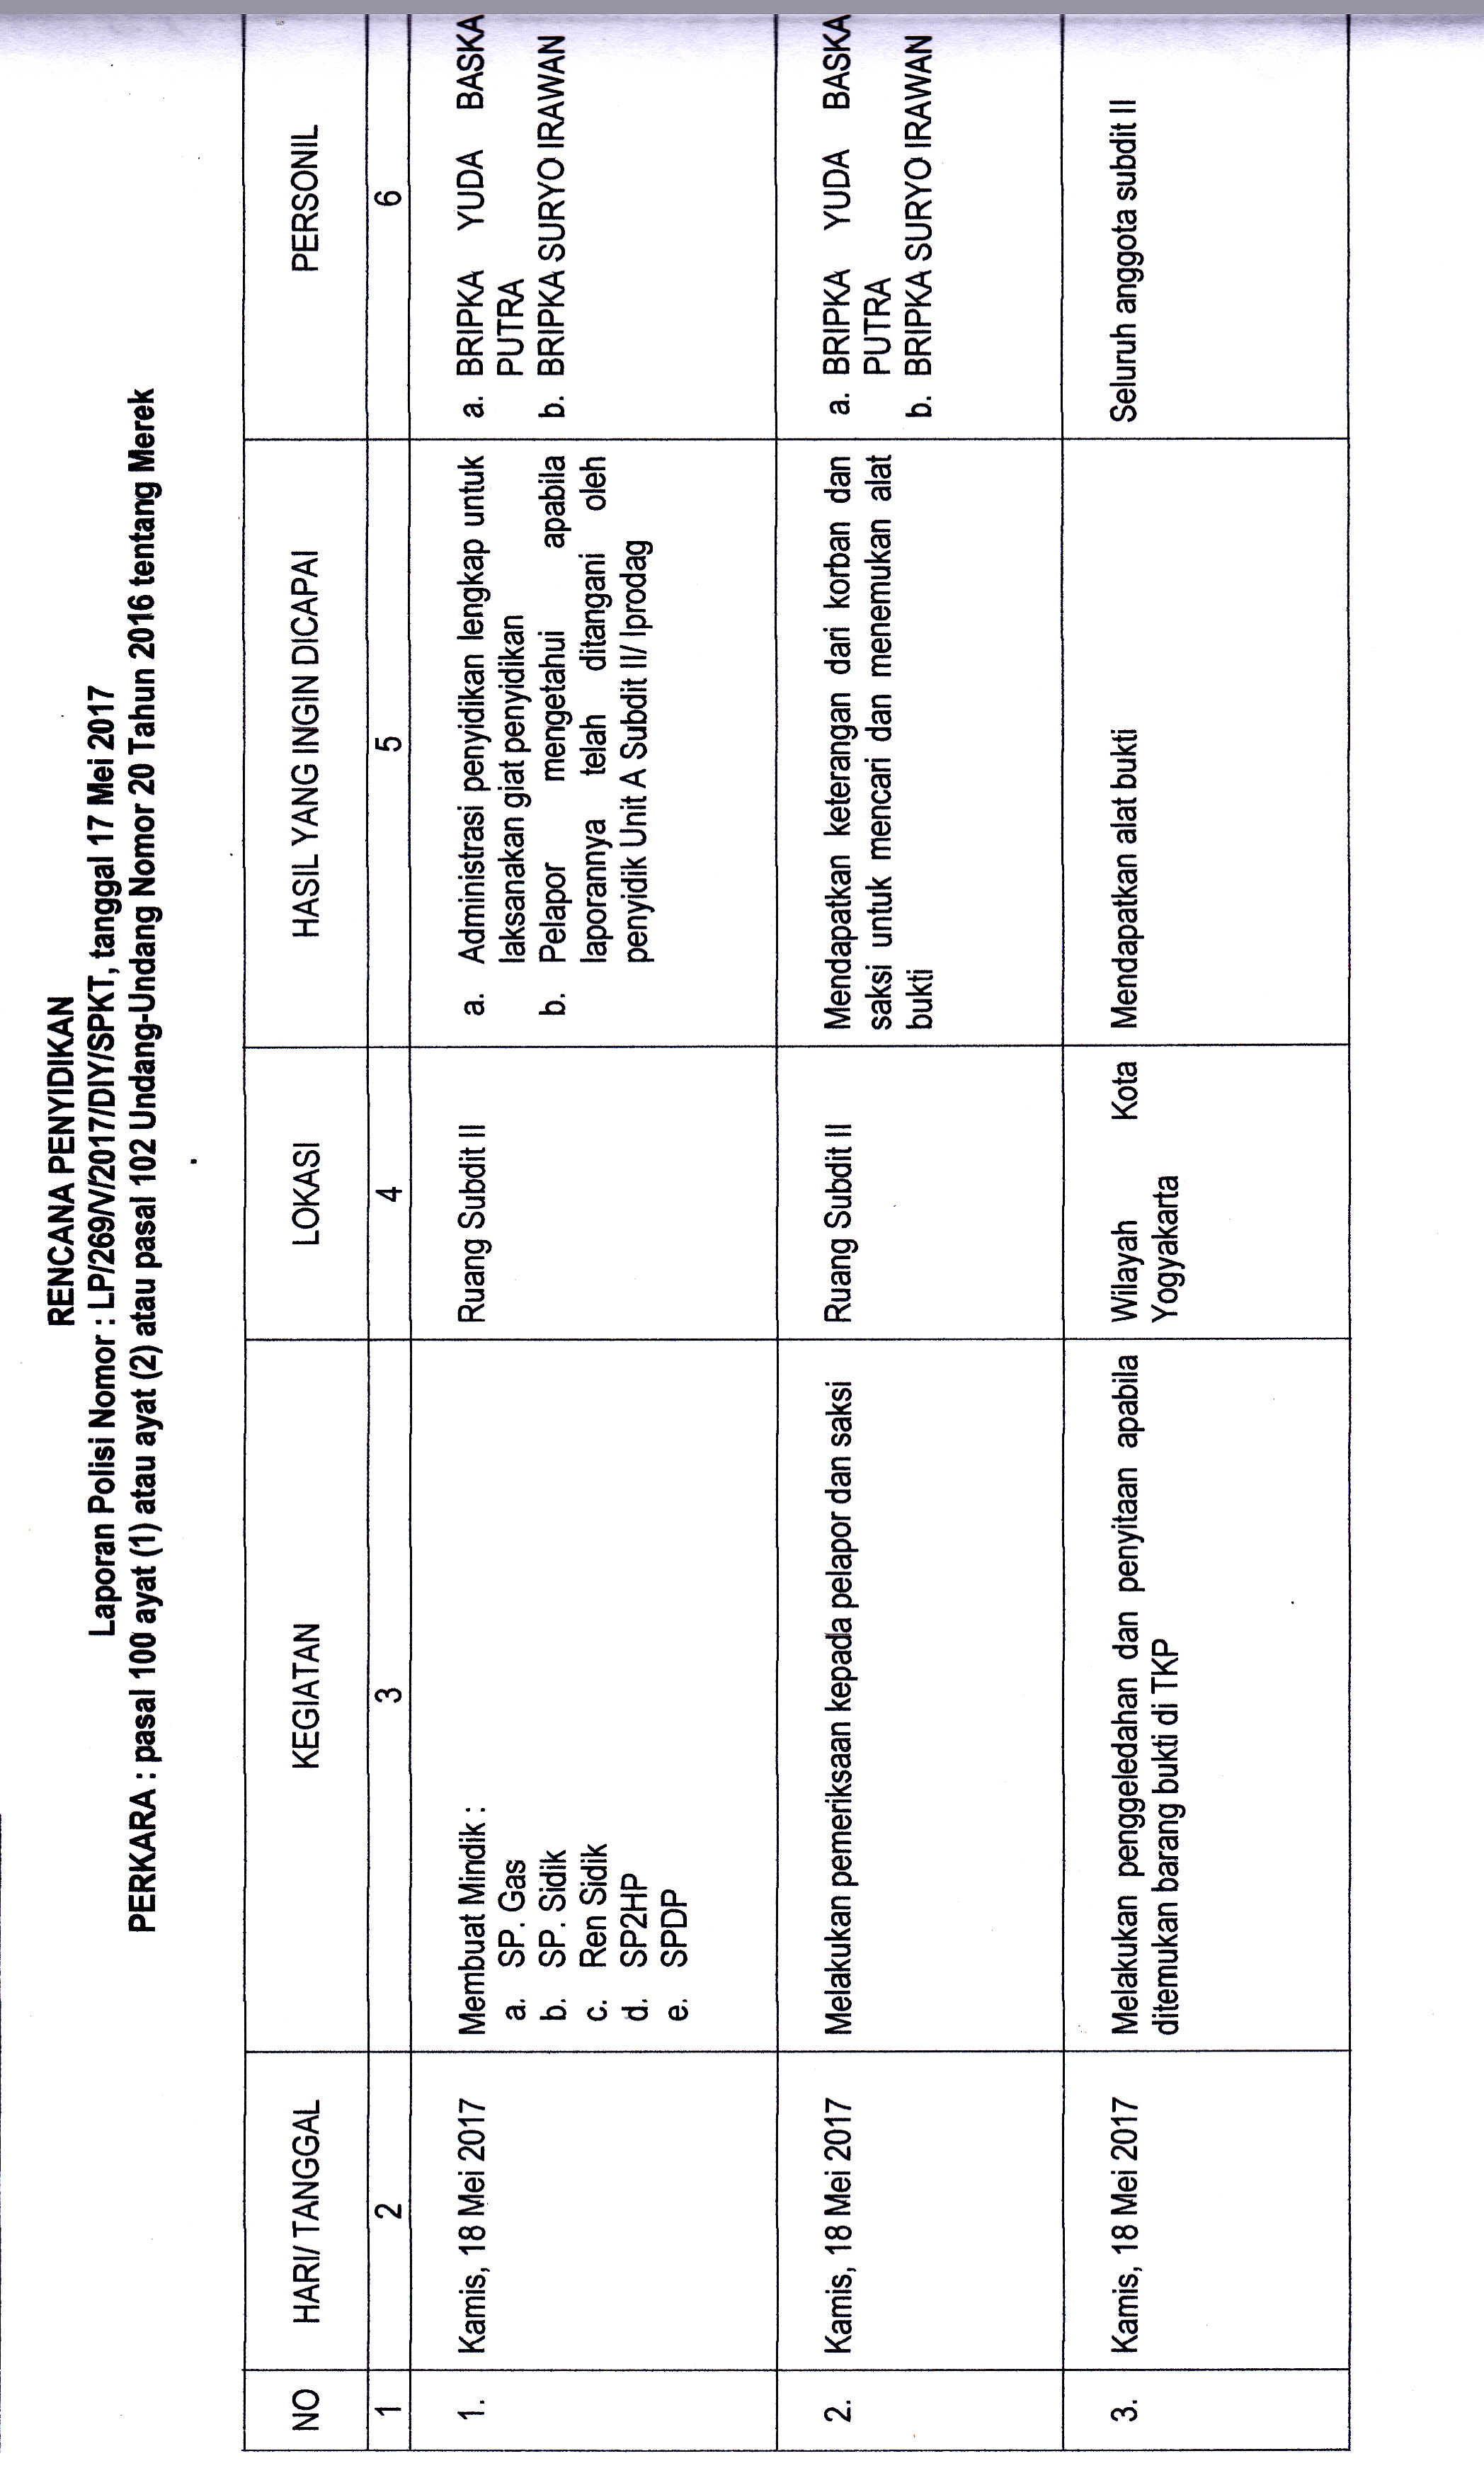 RENCANA PENYIDIKAN
Laporan Polisi Nomor : LP/269/V/2017/DIY/SPKT, tanggal 17 Mei 2017
PERKARA : pasal 100 ayat (1) atau ayat (2) atau pasal 102 Undang-Undang Nomor 20 Tahun 2016 tentang Merek
NO HARI/ TANGGAL KEGIATAN LOKASI HASIL YANG INGIN DICAPAI PERSONIL
1 2 3 4 5 6
1. Kamis, 18 Mei 2017
Membuat Mindik :
a. SP. Gas
b. SP. Sidik
c. Ren Sidik
d. SP2HP
e. SPDP
Ruang Subdit II
a. Administrasi penyidikan lengkap untuk
laksanakan giat penyidikan
b. Pelapor mengetahui apabila
laporannya telah ditangani oleh
penyidik Unit A Subdit II/ Iprodag
a. BRIPKA YUDA BASKA
PUTRA
b. BRIPKA SURYO IRAWAN
2. Kamis, 18 Mei 2017
Melakukan pemeriksaan kepada pelapor dan saksi
Ruang Subdit II
Mendapatkan keterangan dari korban dan
saksi untuk mencari dan menemukan alat
bukti
a. BRIPKA YUDA BASKA
PUTRA
b. BRIPKA SURYO IRAWAN
3. Kamis, 18 Mei 2017
Melakukan penggeledahan dan penyitaan apabila
ditemukan barang bukti di TKP
Wilayah Kota
Yogyakarta
Mendapatkan alat bukti
Seluruh anggota subdit II